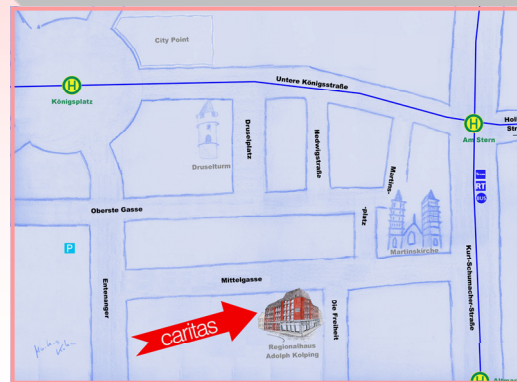 City Point
Untere Königsstraße
H
Königsplatz
H
Am Stern
Druselplatz
Hedwigstraße
Druselturm
Martins-
-platz
RT
BUS
Oberste Gasse
Martinskirche
P
Entenanger
Mittelgasse
Kurt-Schumacher-Straße
Die Freiheit
caritas
Regionalhaus
Adolph Kolping
H